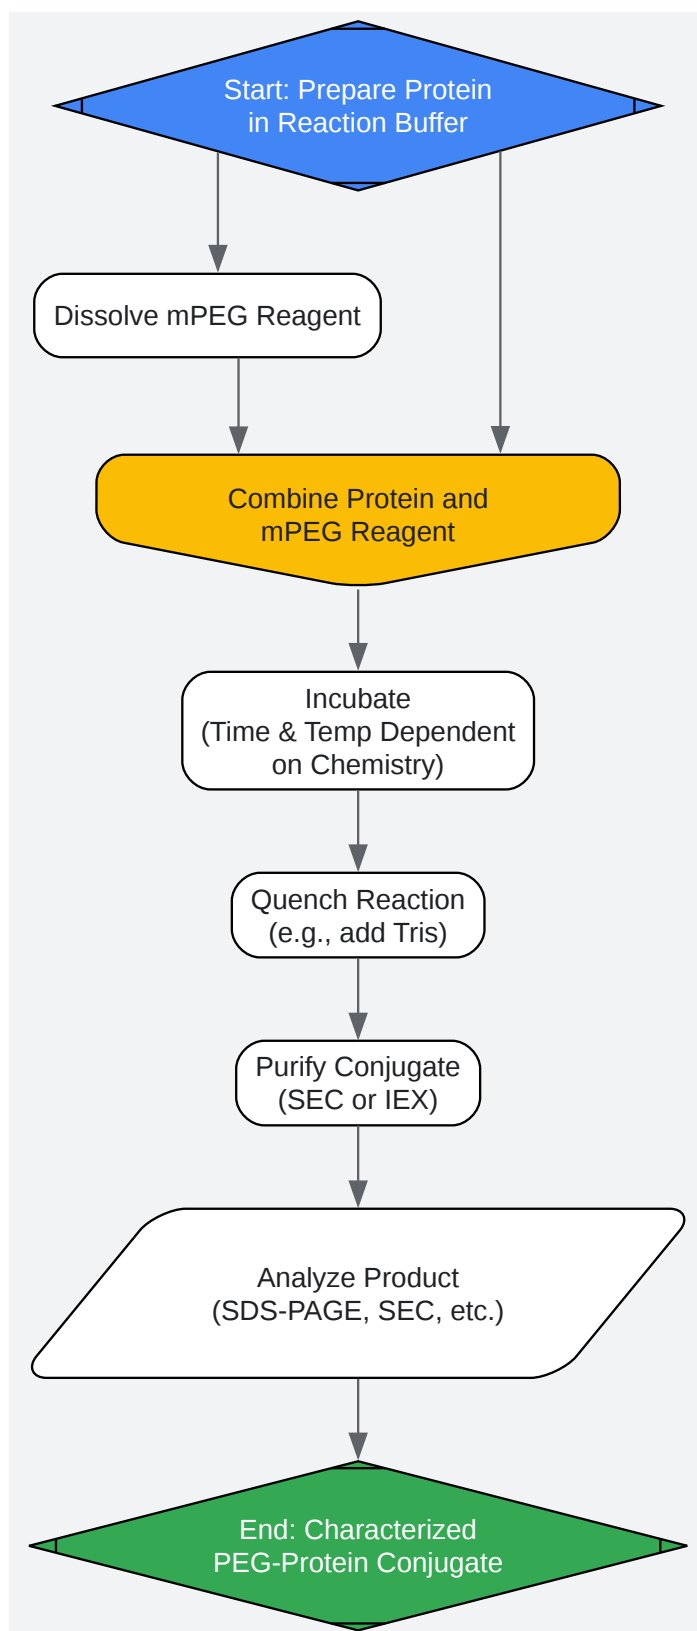 Start: Prepare Protein
in Reaction Buffer
Dissolve mPEG Reagent
Combine Protein and
mPEG Reagent
Incubate
(Time & Temp Dependent
on Chemistry)
Quench Reaction
(e.g., add Tris)
Purify Conjugate
(SEC or IEX)
Analyze Product
(SDS-PAGE, SEC, etc.)
End: Characterized
PEG-Protein Conjugate